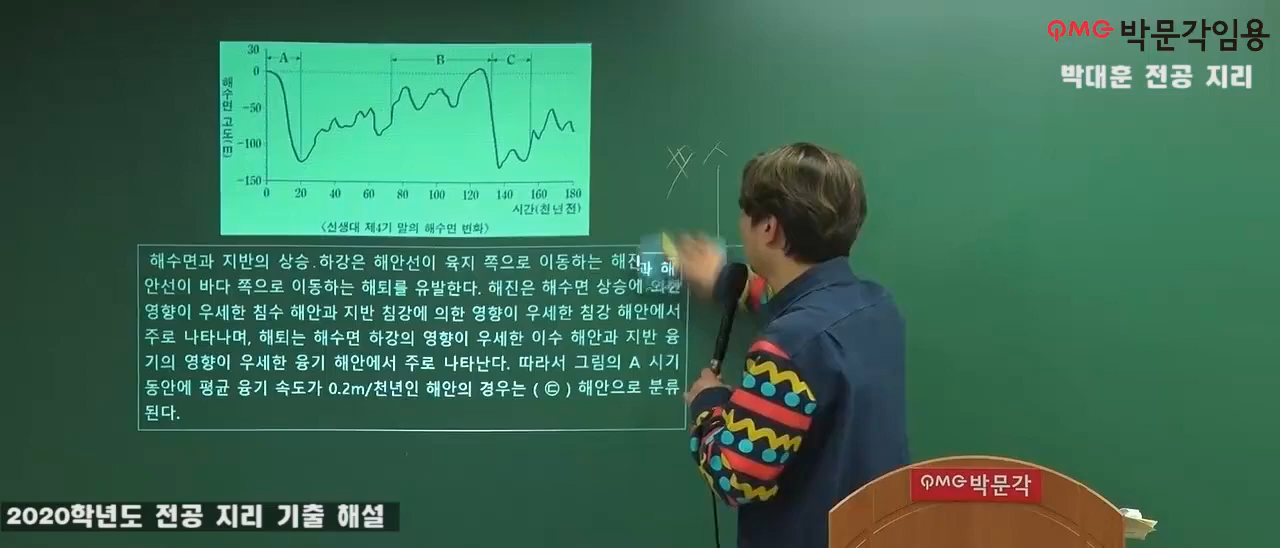 PMG 박문각임용
박대훈 전공 지리
30
A
B
C
0
-50
-100
-150
해수면 고도(m)
0 20 40 60 80 100 120 140 160 180
시간(천년 전)
《신생대 제4기 말의 해수면 변화》
해수면과 지반의 상승·하강은 해안선이 육지 쪽으로 이동하는 해진과 해
안선이 바다 쪽으로 이동하는 해퇴를 유발한다. 해진은 해수면 상승에 의한
영향이 우세한 침수 해안과 지반 침강에 의한 영향이 우세한 침강 해안에서
주로 나타나며, 해퇴는 해수면 하강의 영향이 우세한 이수 해안과 지반 융
기의 영향이 우세한 융기 해안에서 주로 나타난다. 따라서 그림의 A 시기
동안에 평균 융기 속도가 0.2m/천년인 해안의 경우는 ( ㉢ ) 해안으로 분류
된다.
PMG 박문각
2020학년도 전공 지리 기출 해설